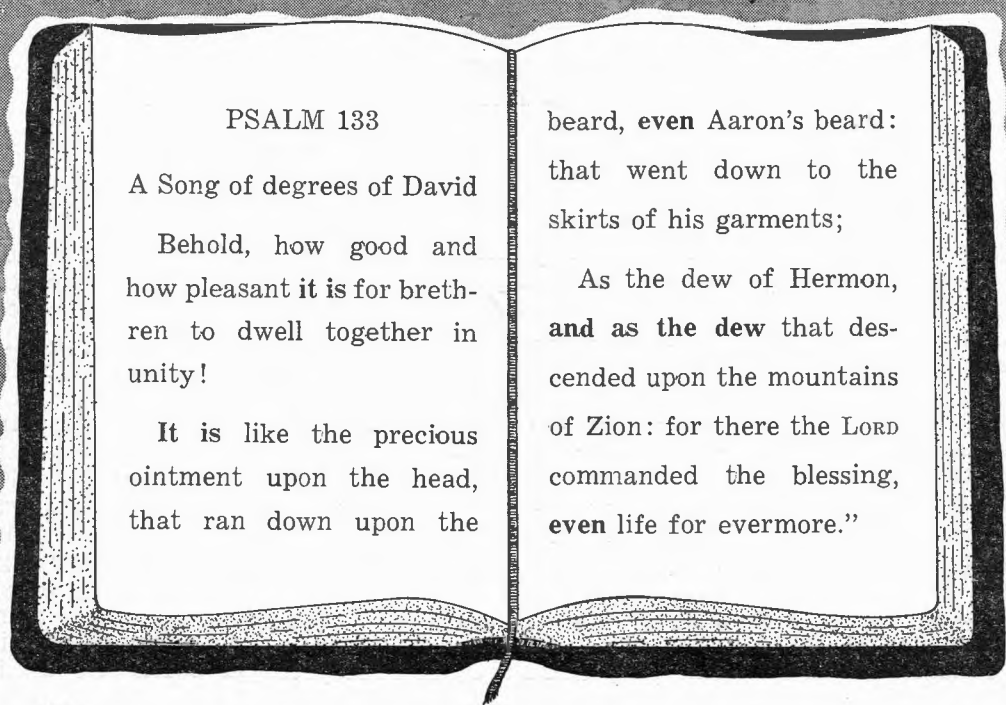 PSALM 133
A Song of degrees of David
Behold, how good and
how pleasant it is for breth-
ren to dwell together in
unity!
It is like the precious
ointment upon the head,
that ran down upon the
beard, even Aaron's beard:
that went down to the
skirts of his garments;
As the dew of Hermon,
and as the dew that des-
cended upon the mountains
of Zion: for there the LORD
commanded the blessing,
even life for evermore."